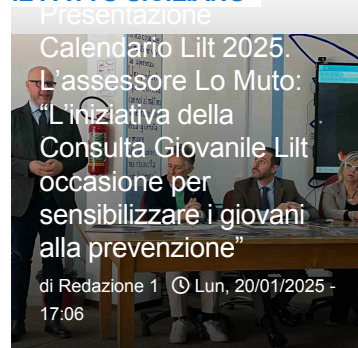 Presentazione
Calendario Lilt 2025.
L'assessore Lo Muto:
“L'iniziativa della
Consulta Giovanile Lilt
occasione per
sensibilizzare i giovani
alla prevenzione”
di Redazione 1 Lun, 20/01/2025 -
17:06